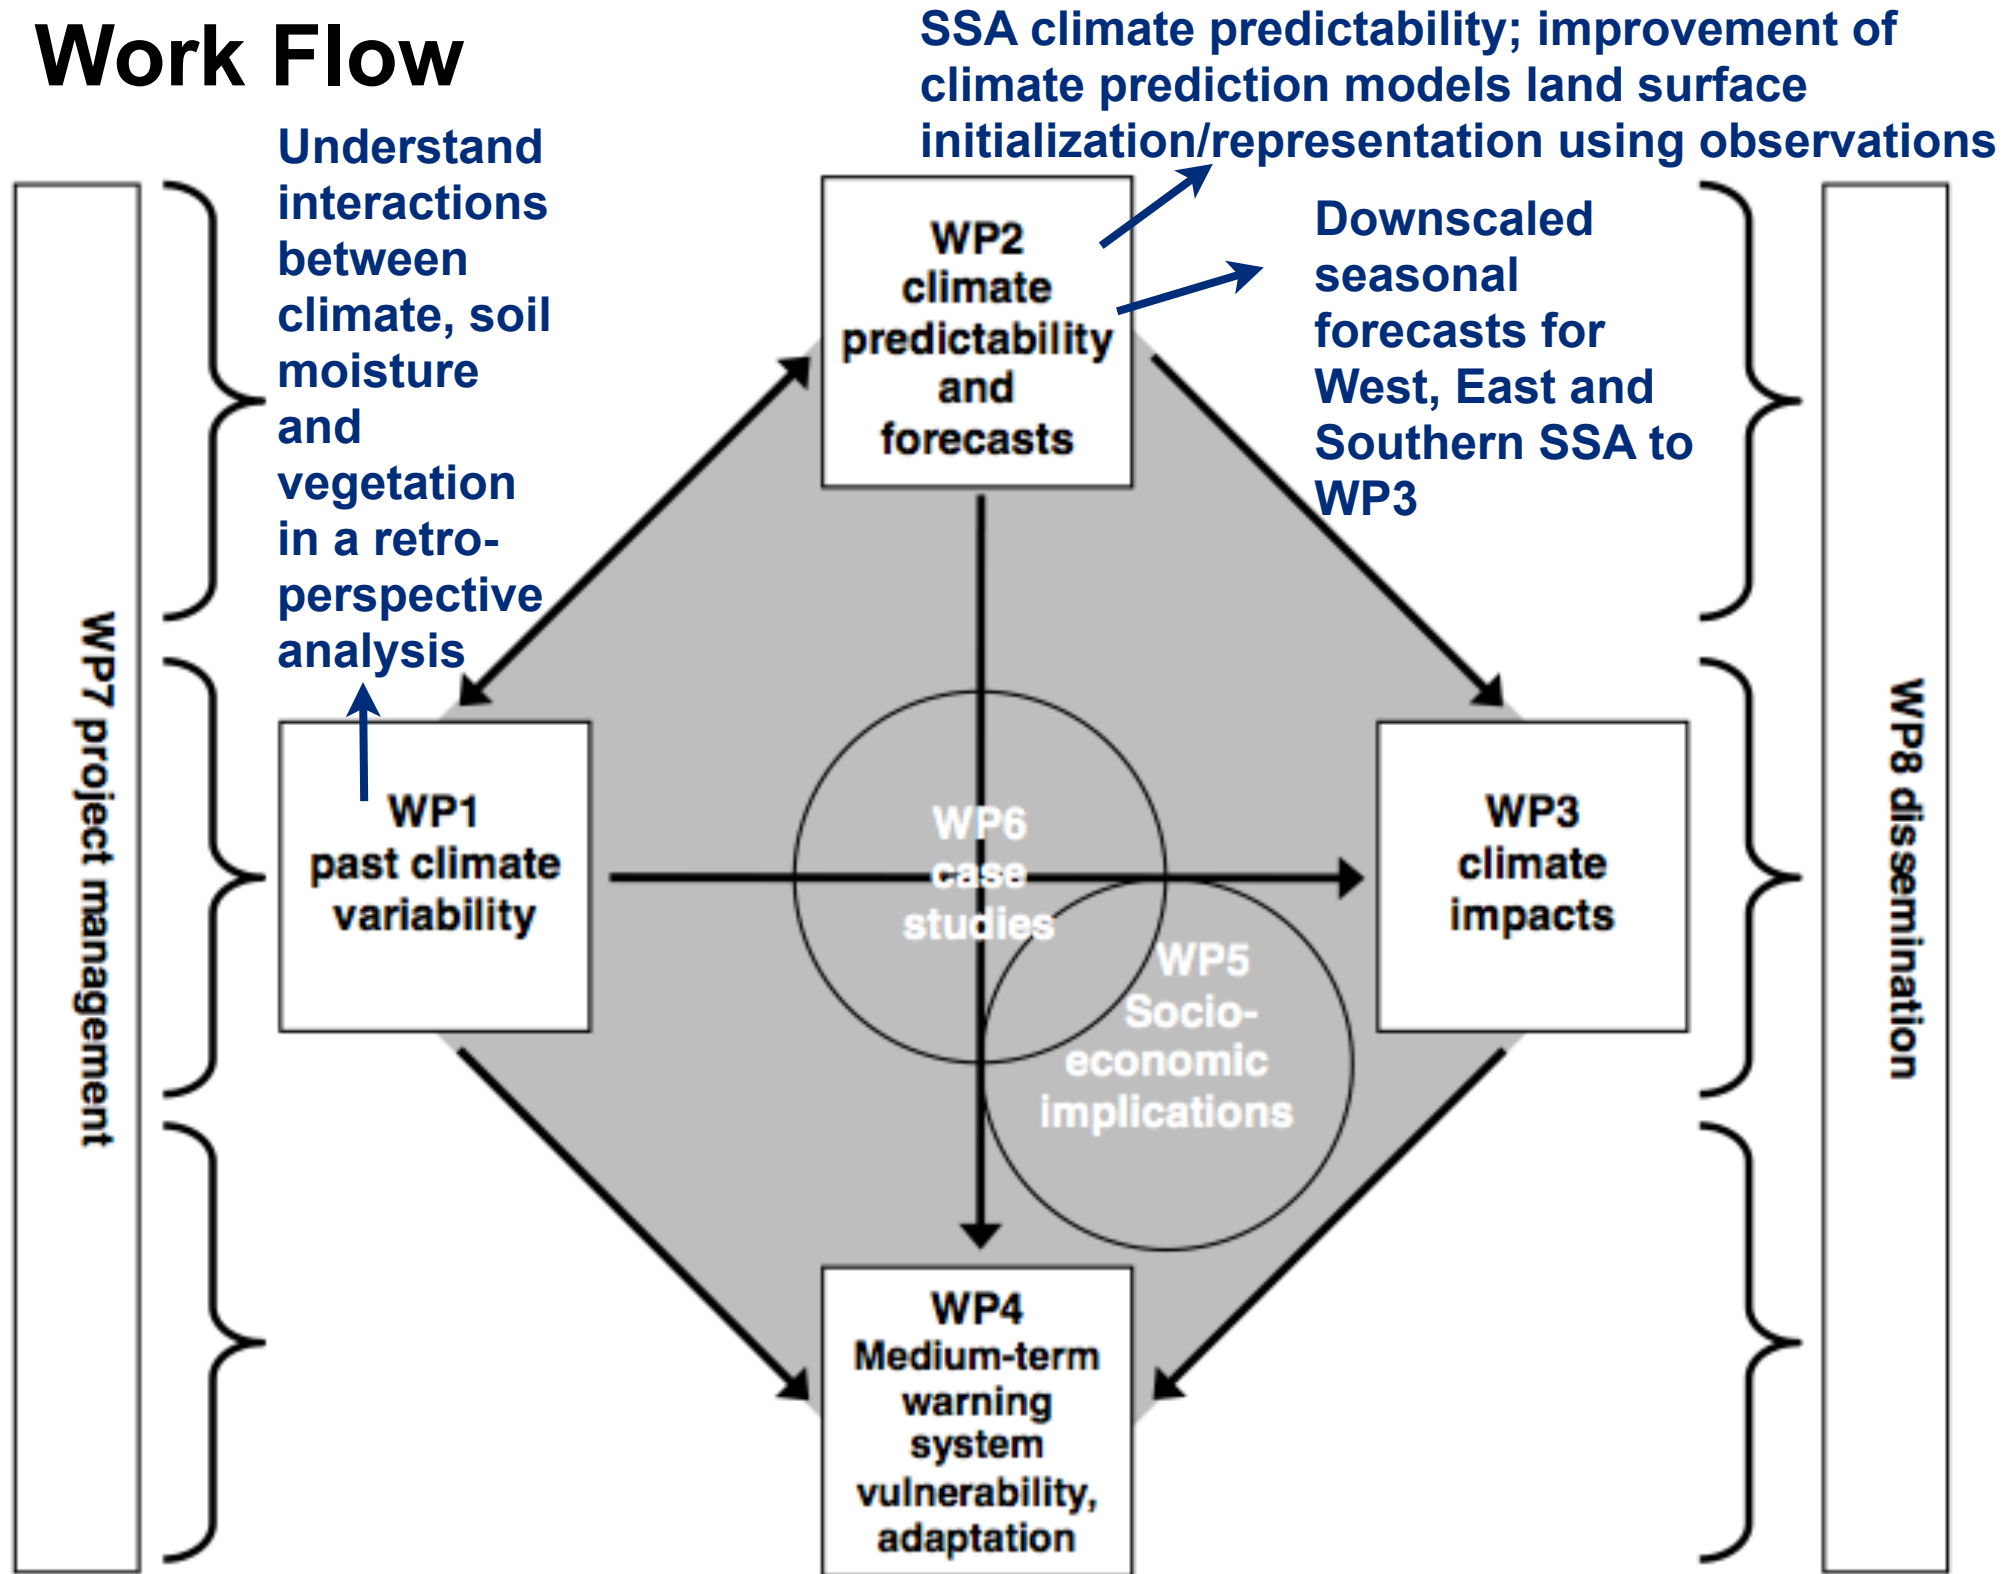 Work Flow
SSA climate predictability; improvement of
climate prediction models land surface
initialization/representation using observations
Understand
interactions
between
climate, soil
moisture
and
vegetation
in a retro-
perspective
analysis
WP2
climate
predictability
and
forecasts
Downscaled
seasonal
forecasts for
West, East and
Southern SSA to
WP3
WP7 project management
WP1
past climate
variability
WP6
case
studies
WP5
Socio-
economic
implications
WP3
climate
impacts
WP8 dissemination
WP4
Medium-term
warning
system
vulnerability,
adaptation